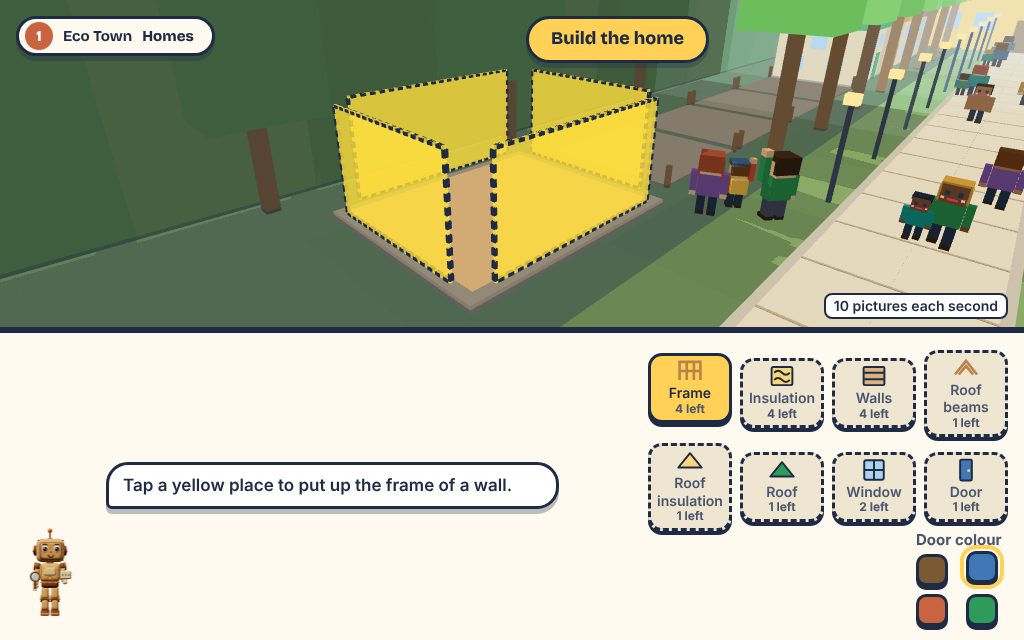 1 Eco Town Homes
Build the home
10 pictures each second
Tap a yellow place to put up the frame of a wall.
Frame
4 left
Insulation
4 left
Walls
4 left
Roof
beams
1 left
Roof
insulation
1 left
Roof
1 left
Window
2 left
Door
1 left
Door colour